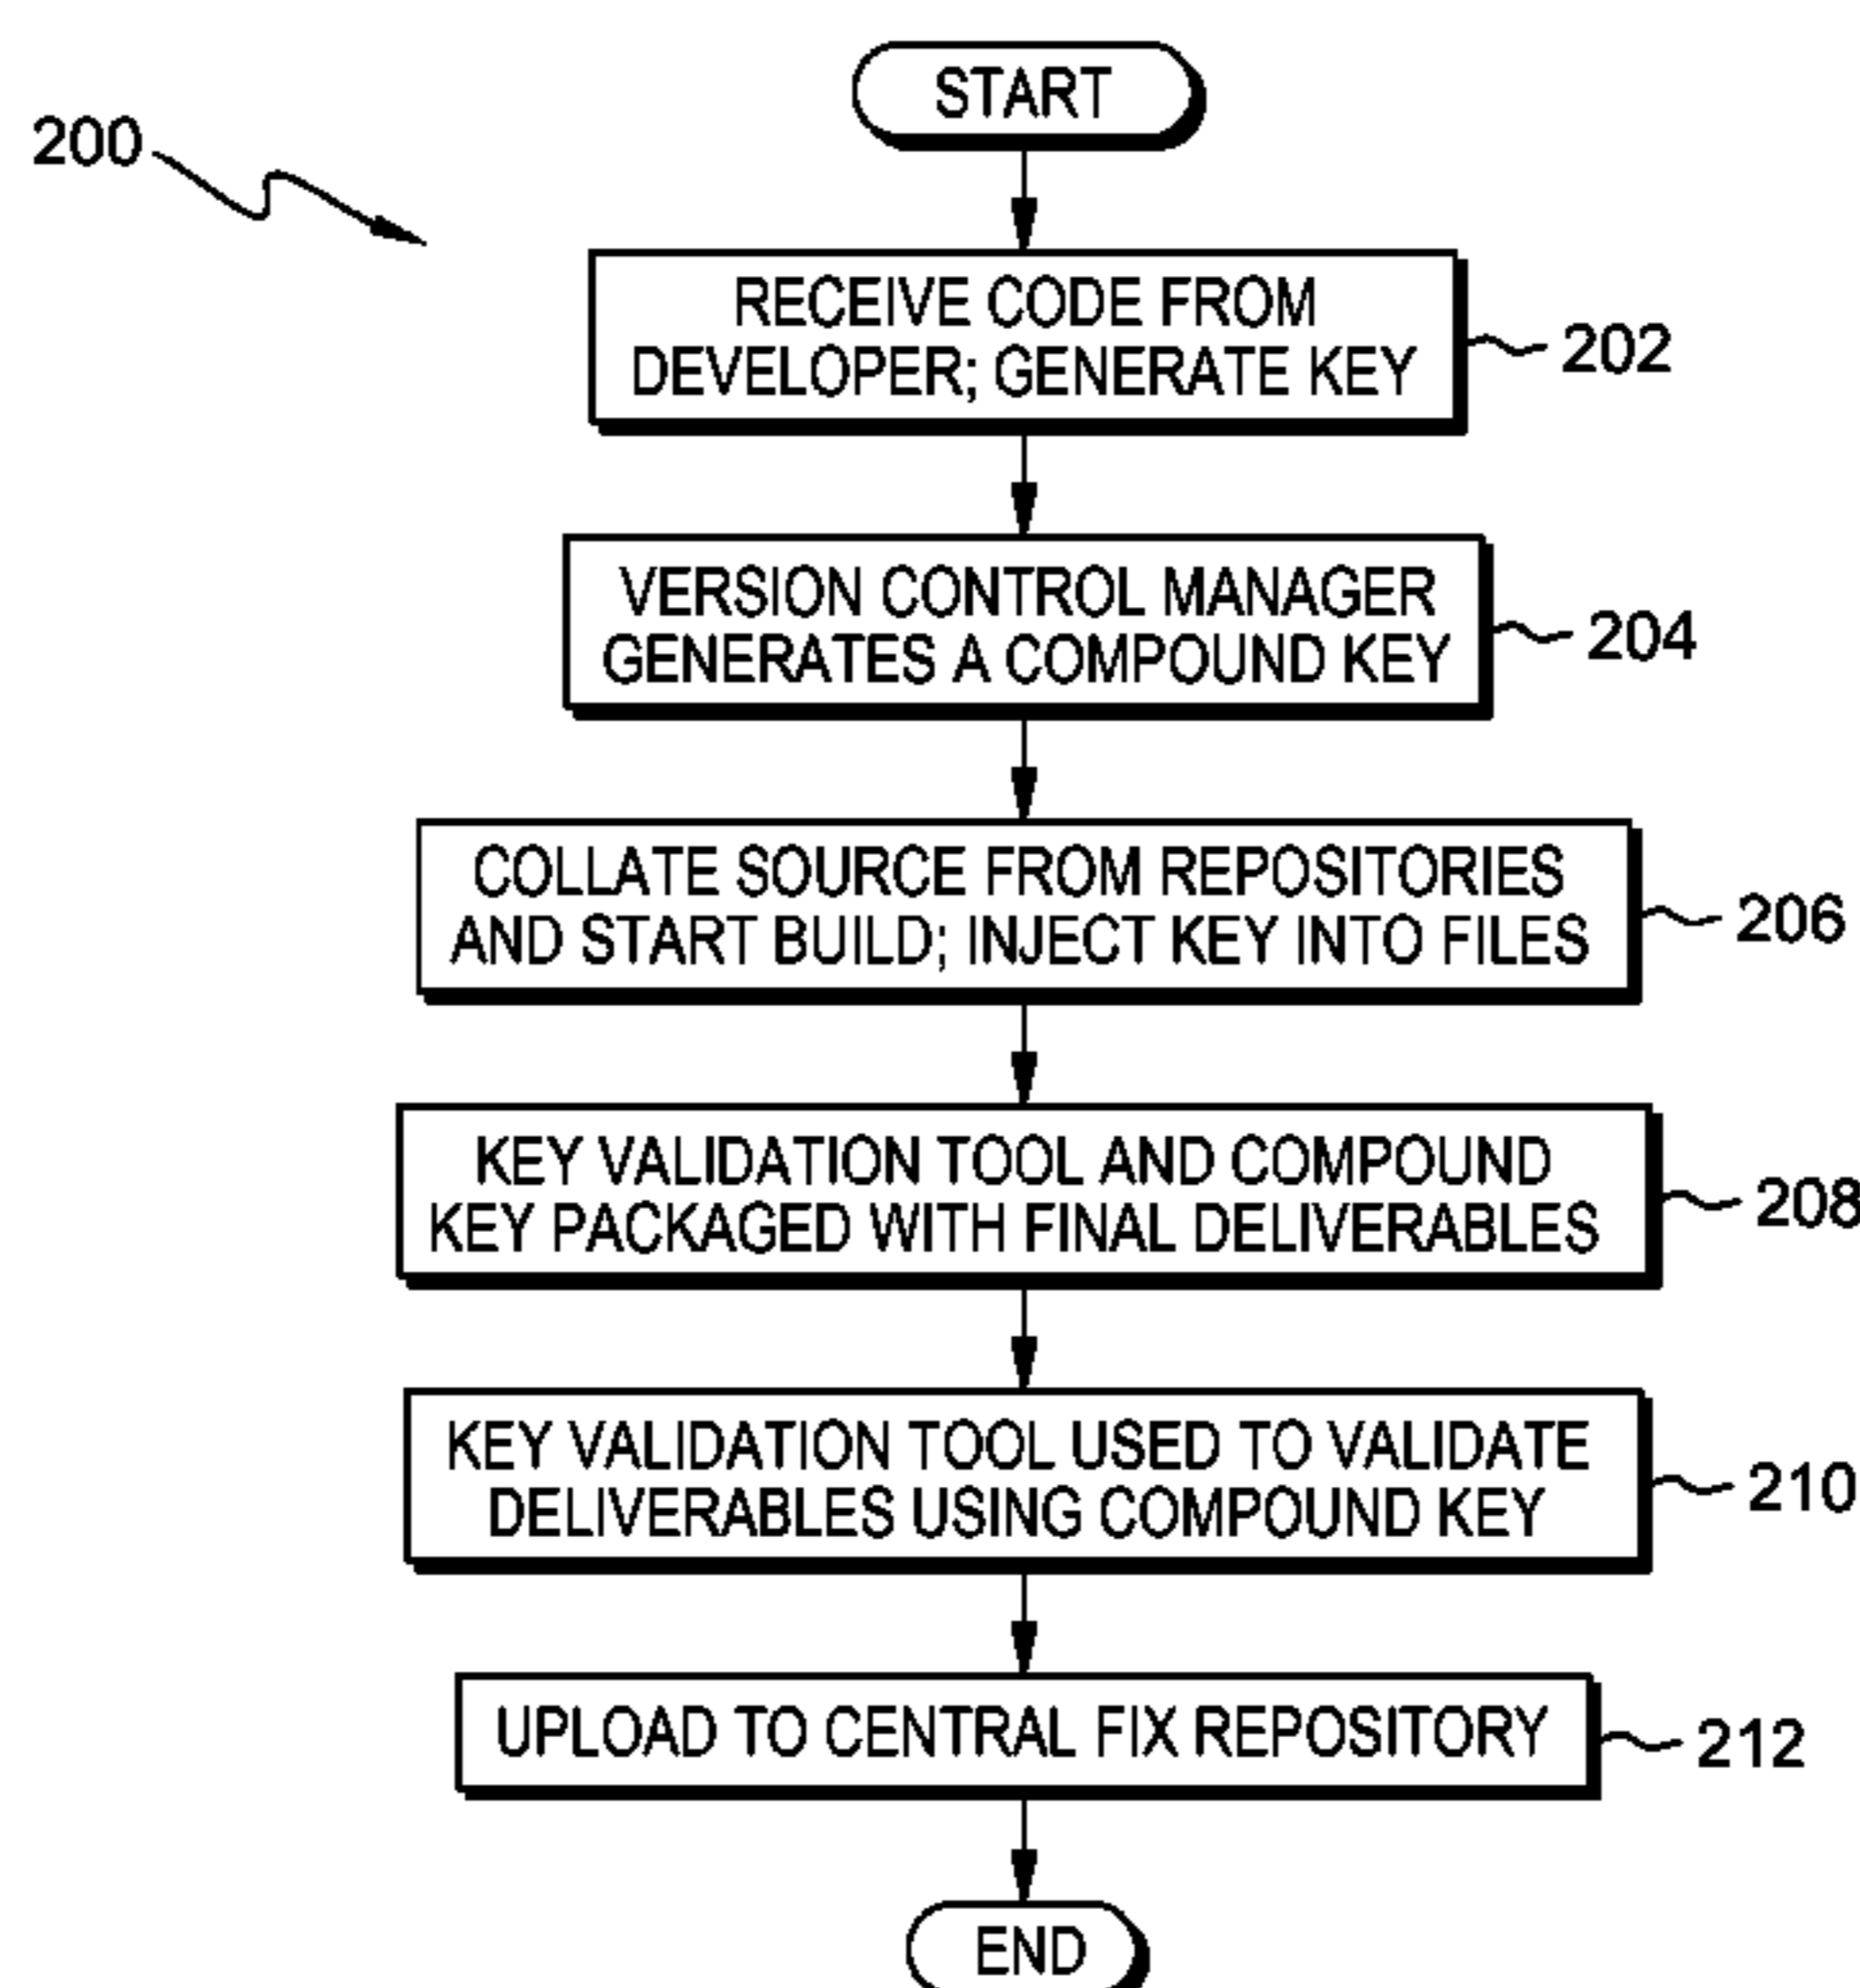 START
200
RECEIVE CODE FROM
DEVELOPER; GENERATE KEY
202
VERSION CONTROL MANAGER
GENERATES A COMPOUND KEY
204
COLLATE SOURCE FROM REPOSITORIES
AND START BUILD; INJECT KEY INTO FILES
206
KEY VALIDATION TOOL AND COMPOUND
KEY PACKAGED WITH FINAL DELIVERABLES
208
KEY VALIDATION TOOL USED TO VALIDATE
DELIVERABLES USING COMPOUND KEY
210
UPLOAD TO CENTRAL FIX REPOSITORY
212
END